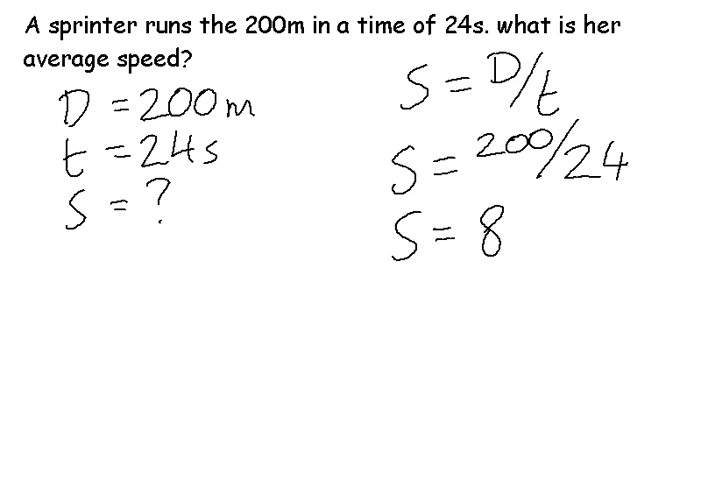 A sprinter runs the 200m in a time of 24s. what is her
average speed?
D = 200m
t = 24s
S = ?
S = D/t
S = 200/24
S = 8